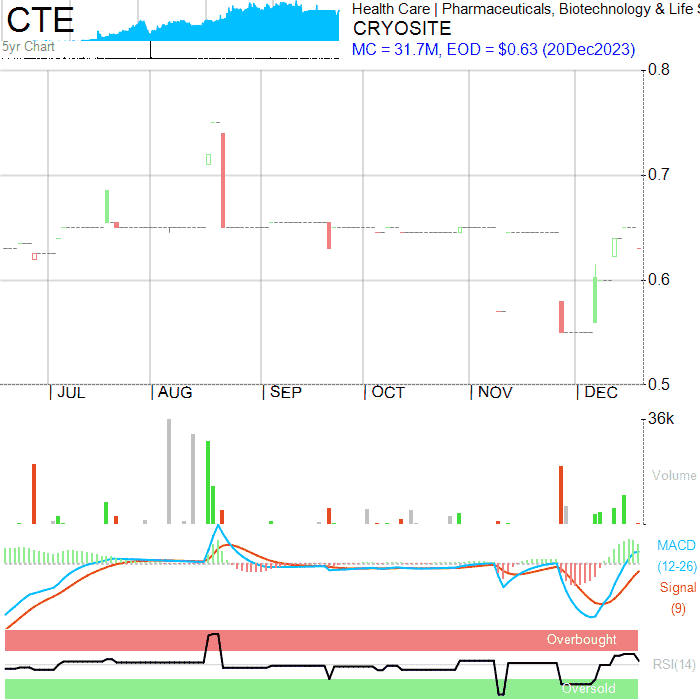 CTE
Health Care | Pharmaceuticals, Biotechnology & Life S
CRYOSITE
5yr Chart
MC = 31.7M, EOD = $0.63 (20Dec2023)
0.8
0.7
0.6
0.5
JUL
AUG
SEP
OCT
NOV
DEC
36k
Volume
MACD
(12-26)
Signal
(9)
Overbought
RSI(14)
Oversold